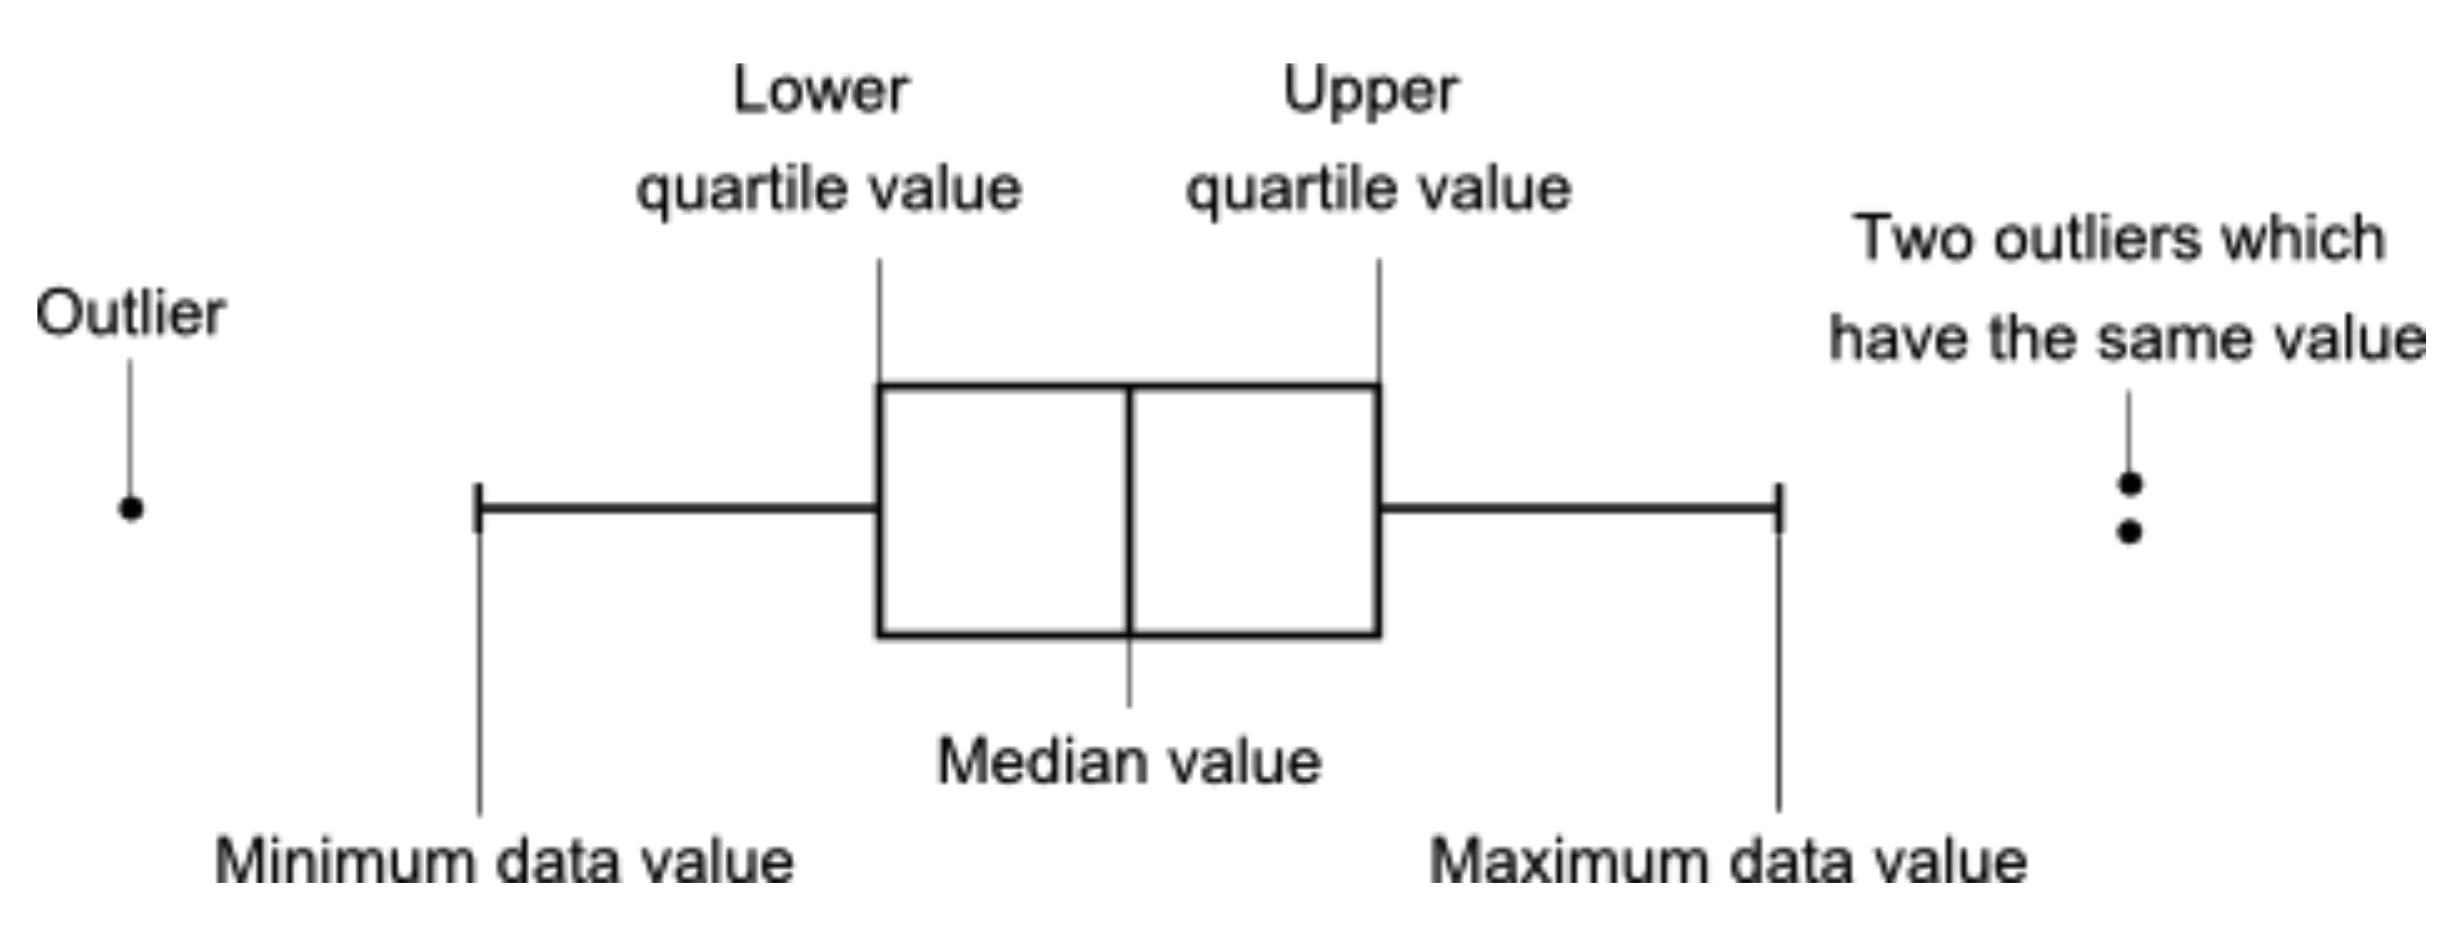 Lower
quartile value
Upper
quartile value
Two outliers which
have the same value
Outlier
Median value
Minimum data value
Maximum data value